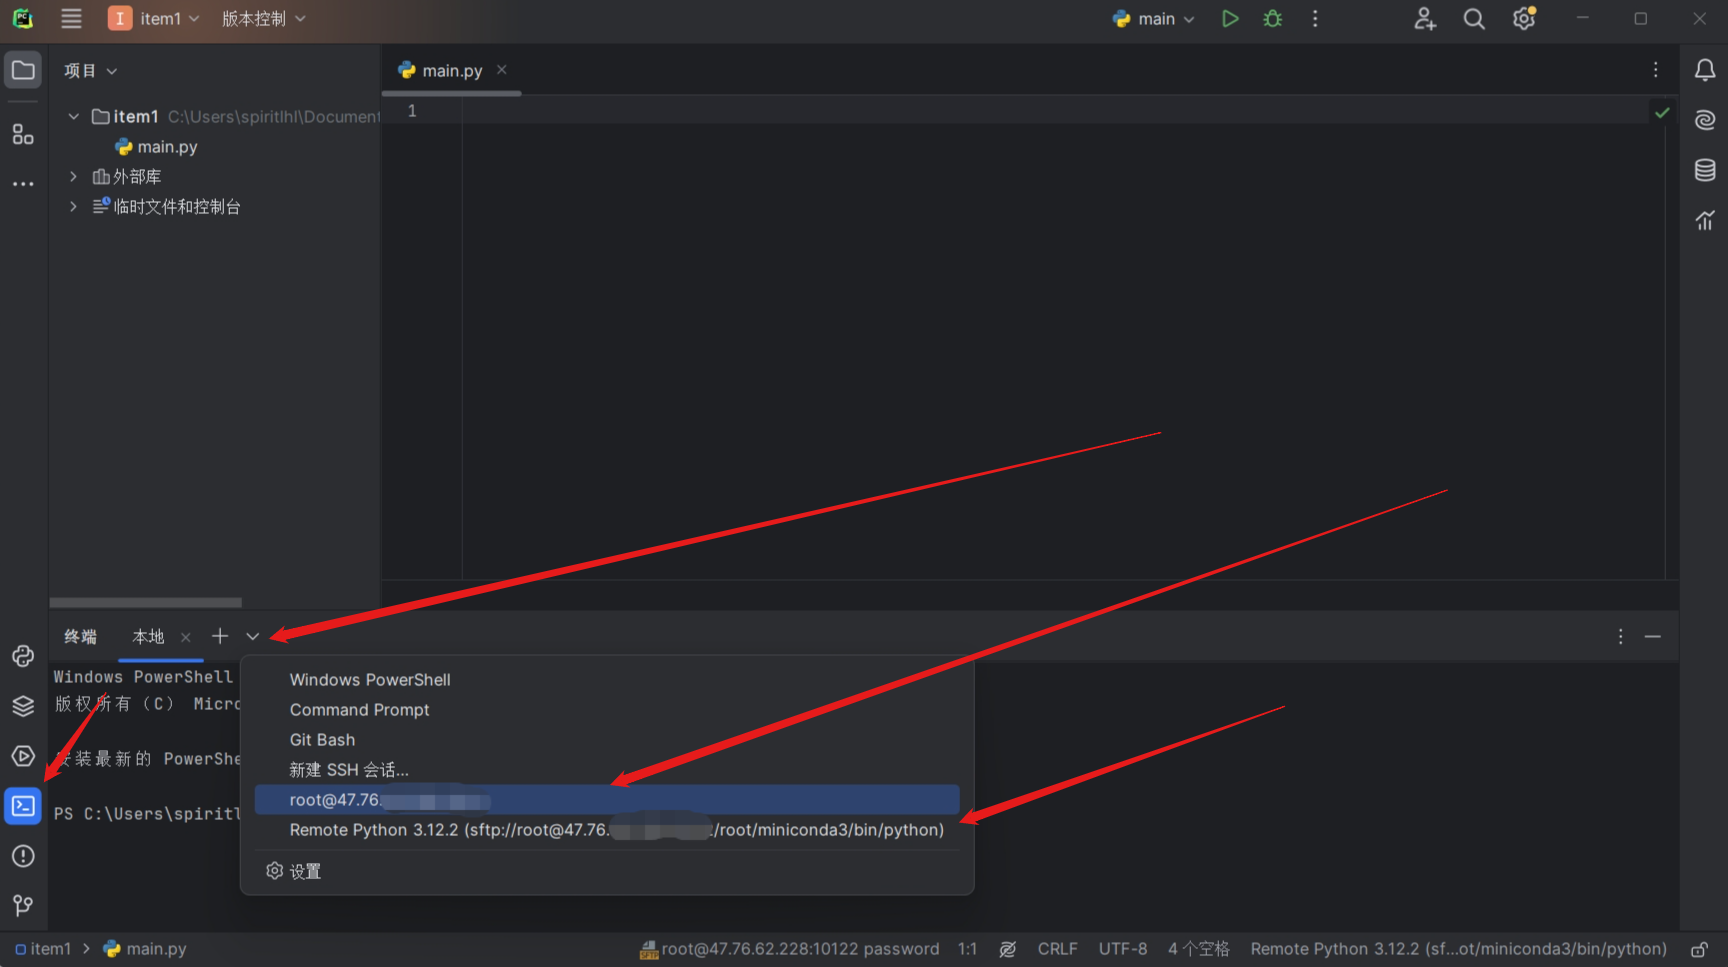 I item1 版本控制 main
项目
main.py
item1 C:\Users\spiritlhl\Document
main.py
外部库
临时文件和控制台
1
终端 本地
Windows PowerShell
版权所有（C） Micro
安装最新的 PowerShe
PS C:\Users\spiritl
Windows PowerShell
Command Prompt
Git Bash
新建 SSH 会话...
root@47.76.
Remote Python 3.12.2 (sftp://root@47.76. :/root/miniconda3/bin/python)
设置
item1 > main.py root@47.76.62.228:10122 password 1:1 CRLF UTF-8 4 个空格 Remote Python 3.12.2 (sf...ot/miniconda3/bin/python)